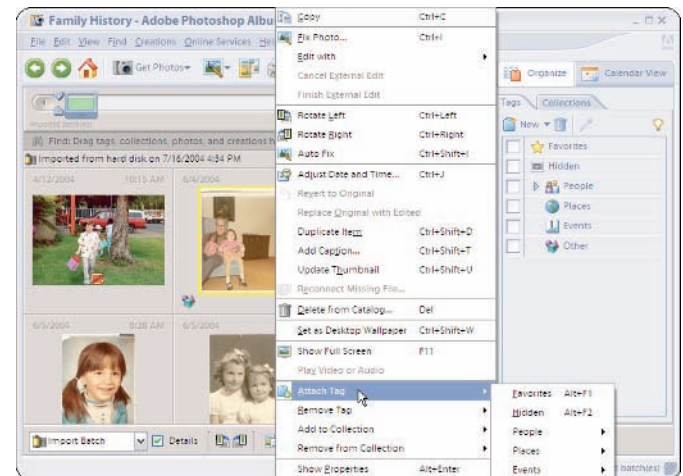 Family History - Adobe Photoshop Albu
File Edit View Find Creations Online Services He
Get Photos
Organize
Calendar View
Tags
Collections
New
Find: Drag tags, collections, photos, and creations h
Imported from hard disk on 7/16/2004 4:34 PM
4/12/2004 10:15 AM
6/4/2004
6/5/2004 8:28 AM
6/5/2004
Import Batch
Details
Copy Ctrl+C
Fix Photo... Ctrl+I
Edit with
Cancel External Edit
Finish External Edit
Rotate Left Ctrl+Left
Rotate Right Ctrl+Right
Auto Fix Ctrl+Shift+I
Adjust Date and Time... Ctrl+J
Revert to Original
Replace Original with Edited
Duplicate Item Ctrl+Shift+D
Add Caption... Ctrl+Shift+T
Update Thumbnail Ctrl+Shift+U
Reconnect Missing File...
Delete from Catalog... Del
Set as Desktop Wallpaper Ctrl+Shift+W
Show Full Screen F11
Play Video or Audio
Attach Tag
Remove Tag
Add to Collection
Remove from Collection
Show Properties Alt+Enter
Favorites Alt+F1
Hidden Alt+F2
People
Places
Events
Favorites
Hidden
People
Places
Events
Other